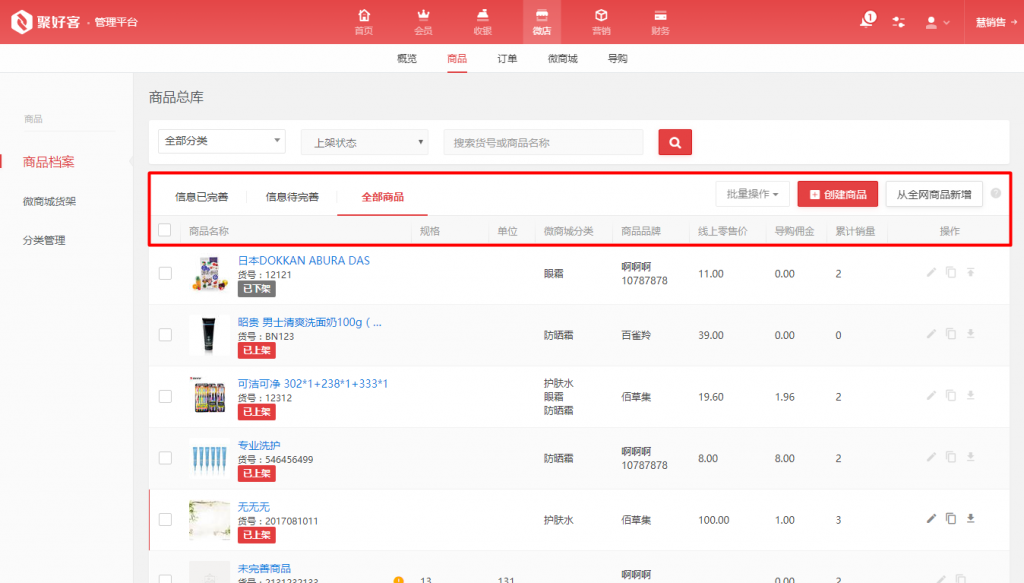 聚好客 · 管理平台
首页 会员 收银 微店 营销 财务
1
慧销售
概览 商品 订单 微商城 导购
商品
商品档案
微商城货架
分类管理
商品总库
全部分类 上架状态 搜索货号或商品名称
信息已完善 信息待完善 全部商品 批量操作 创建商品 从全网商品新增
商品名称 规格 单位 微商城分类 商品品牌 线上零售价 导购佣金 累计销量 操作
日本DOKKAN ABURA DAS
货号：12121
已下架
眼霜
啊啊啊
10787878
11.00 0.00 2
昭贵 男士清爽洗面奶100g（...
货号：BN123
已上架
防晒霜 百雀羚 39.00 0.00 0
可洁可净 302*1+238*1+333*1
货号：12312
已上架
护肤水
眼霜
防晒霜
佰草集 19.60 1.96 2
专业洗护
货号：546456499
已上架
防晒霜
啊啊啊
10787878
8.00 8.00 2
无无无
货号：2017081011
已上架
护肤水 佰草集 100.00 1.00 3
未完善商品
货号：2131232133
13 131
啊啊啊
0.00 2